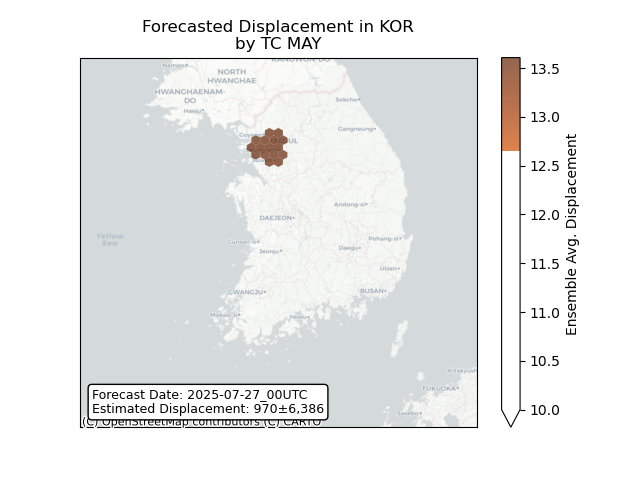 Forecasted Displacement in KOR
by TC MAY
KANGWON-DO
Nampo
NORTH
HWANGHAE
HWANGHAENAM-
DO
Haeju
Sokcho
Gangneung
Goyang
Andong-si
DAEJEON
Yellow
Sea
Gunsan-si
Jeonju
Daegu
Pohang-si
Ulsan
GWANGJU
BUSAN
Mokpo-si
Yeosu
Kitakyush
FUKUOKA
Sasebo
Forecast Date: 2025-07-27_00UTC
Estimated Displacement: 970±6,386
(C) OpenStreetMap contributors (C) CARTO
13.5
13.0
12.5
12.0
11.5
11.0
10.5
10.0
Ensemble Avg. Displacement